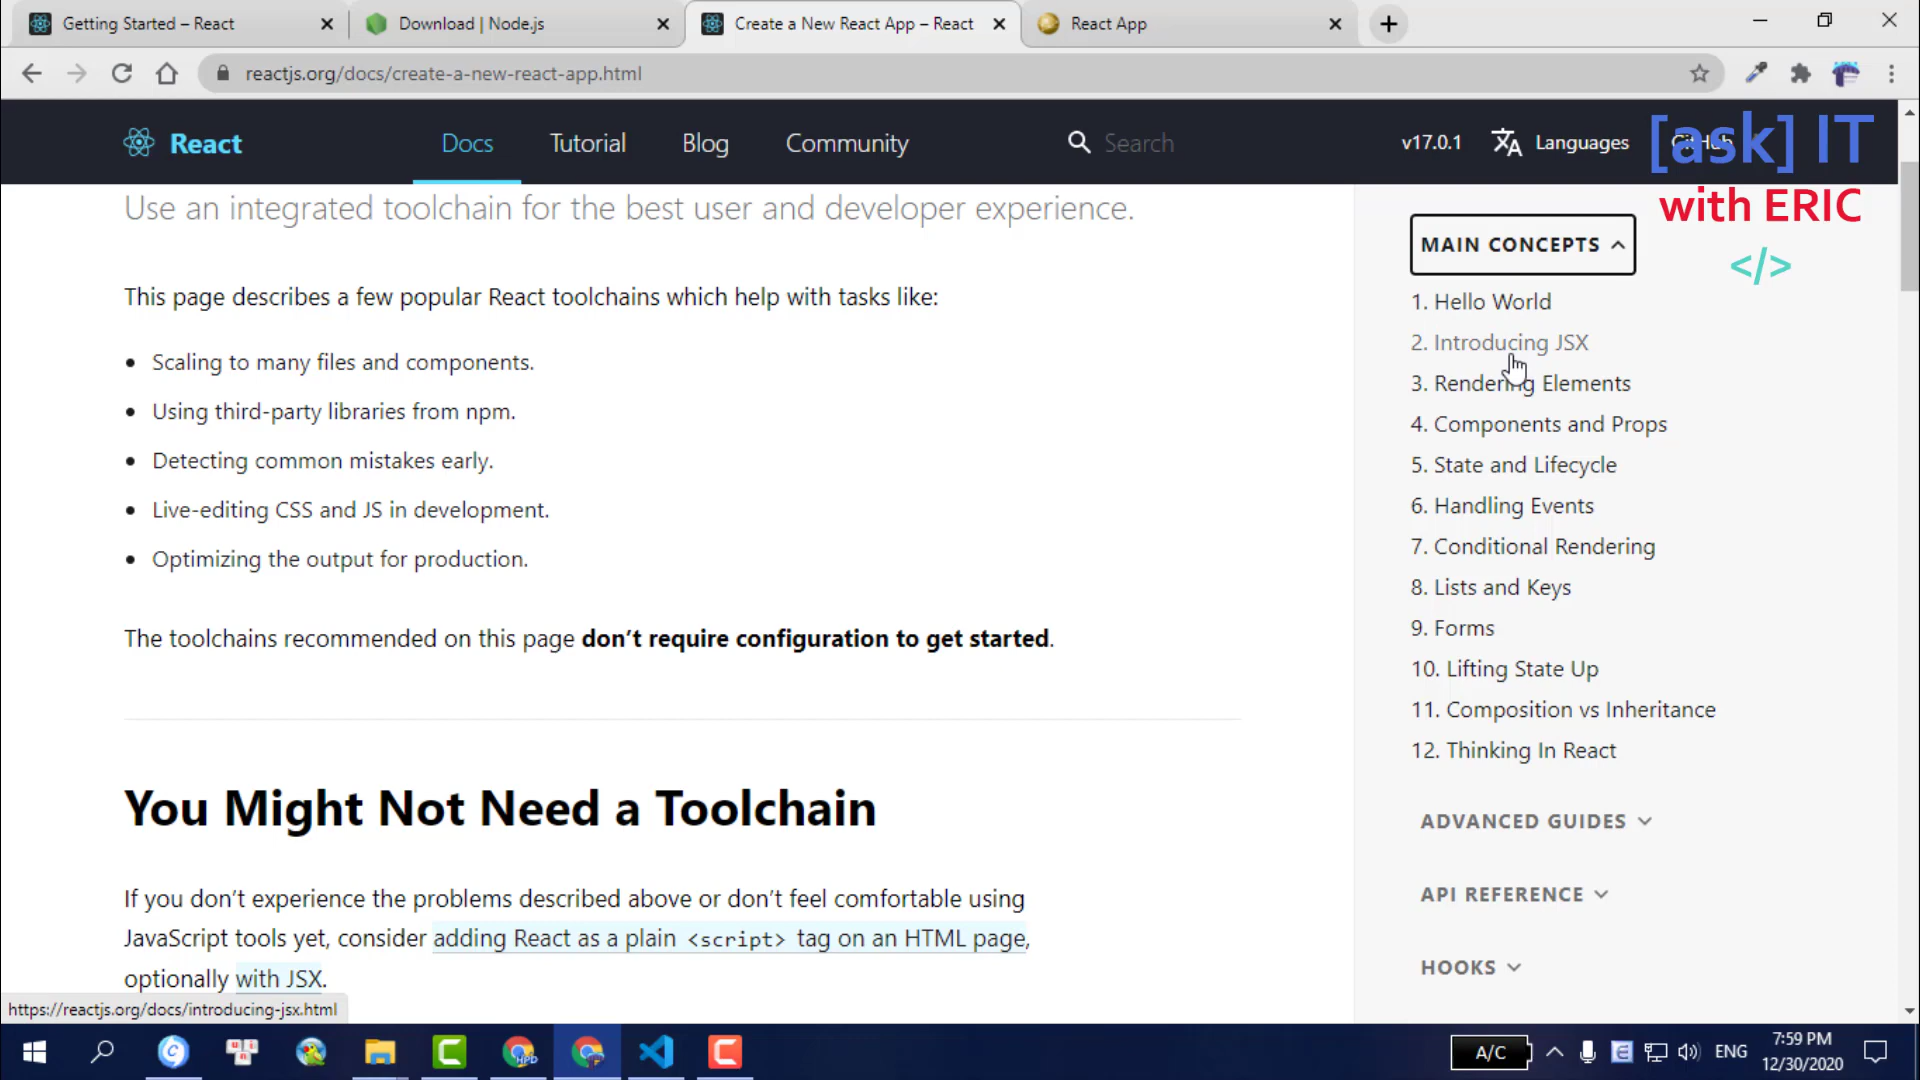 Getting Started – React
Download | Node.js
Create a New React App – React
React App
reactjs.org/docs/create-a-new-react-app.html
React
Docs
Tutorial
Blog
Community
Search
v17.0.1
Languages
GitHub
[ask] IT
with ERIC
</>
Use an integrated toolchain for the best user and developer experience.
This page describes a few popular React toolchains which help with tasks like:
• Scaling to many files and components.
• Using third-party libraries from npm.
• Detecting common mistakes early.
• Live-editing CSS and JS in development.
• Optimizing the output for production.
The toolchains recommended on this page don’t require configuration to get started.
You Might Not Need a Toolchain
If you don’t experience the problems described above or don’t feel comfortable using
JavaScript tools yet, consider adding React as a plain <script> tag on an HTML page,
optionally with JSX.
MAIN CONCEPTS
1. Hello World
2. Introducing JSX
3. Rendering Elements
4. Components and Props
5. State and Lifecycle
6. Handling Events
7. Conditional Rendering
8. Lists and Keys
9. Forms
10. Lifting State Up
11. Composition vs Inheritance
12. Thinking In React
ADVANCED GUIDES
API REFERENCE
HOOKS
https://reactjs.org/docs/introducing-jsx.html
A/C
ENG
7:59 PM
12/30/2020